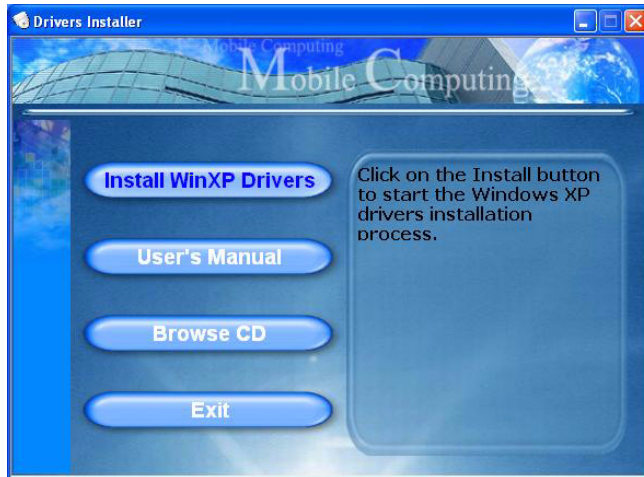 Drivers Installer
Mobile Computing
Mobile Computing
Install WinXP Drivers
User's Manual
Browse CD
Exit
Click on the Install button
to start the Windows XP
drivers installation
process.